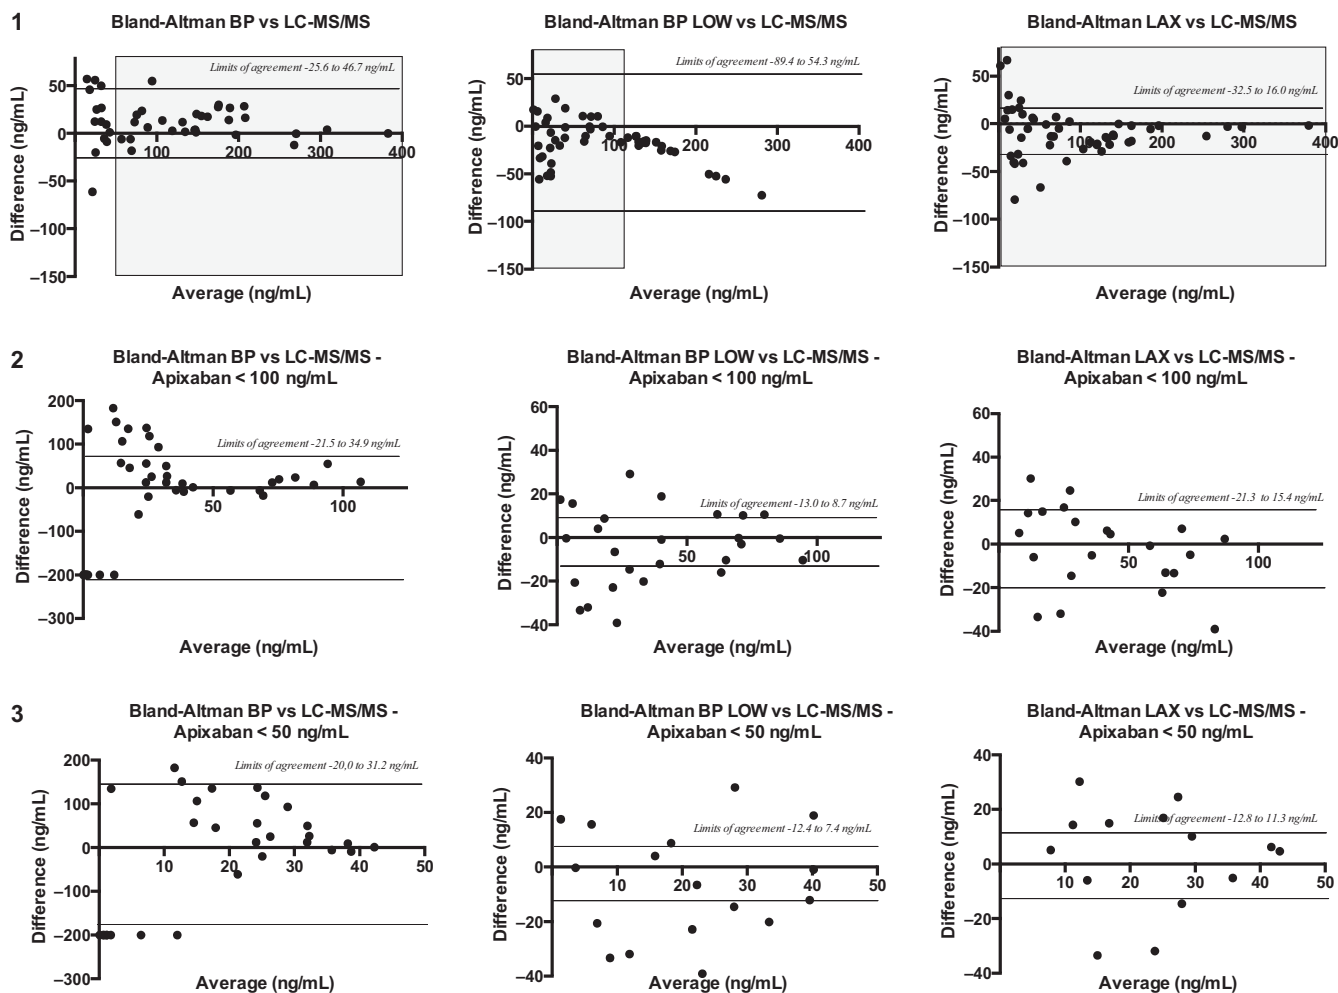 1
Bland-Altman BP vs LC-MS/MS
Limits of agreement -25.6 to 46.7 ng/mL
Difference (ng/mL)
50
0
–50
–100
–150
100
200
300
400
Average (ng/mL)
Bland-Altman BP LOW vs LC-MS/MS
Limits of agreement -89.4 to 54.3 ng/mL
Difference (ng/mL)
50
0
–50
–100
–150
100
200
300
400
Average (ng/mL)
Bland-Altman LAX vs LC-MS/MS
Limits of agreement -32.5 to 16.0 ng/mL
Difference (ng/mL)
50
0
–50
–100
–150
100
200
300
400
Average (ng/mL)
2
Bland-Altman BP vs LC-MS/MS -
Apixaban < 100 ng/mL
Limits of agreement -21.5 to 34.9 ng/mL
Difference (ng/mL)
200
100
0
–100
–200
–300
50
100
Average (ng/mL)
Bland-Altman BP LOW vs LC-MS/MS -
Apixaban < 100 ng/mL
Limits of agreement -13.0 to 8.7 ng/mL
Difference (ng/mL)
60
40
20
0
–20
–40
50
100
Average (ng/mL)
Bland-Altman LAX vs LC-MS/MS -
Apixaban < 100 ng/mL
Limits of agreement -21.3 to 15.4 ng/mL
Difference (ng/mL)
60
40
20
0
–20
–40
50
100
Average (ng/mL)
3
Bland-Altman BP vs LC-MS/MS -
Apixaban < 50 ng/mL
Limits of agreement -20,0 to 31.2 ng/mL
Difference (ng/mL)
200
100
0
–100
–200
–300
10
20
30
40
50
Average (ng/mL)
Bland-Altman BP LOW vs LC-MS/MS -
Apixaban < 50 ng/mL
Limits of agreement -12.4 to 7.4 ng/mL
Difference (ng/mL)
40
20
0
–20
–40
10
20
30
40
50
Average (ng/mL)
Bland-Altman LAX vs LC-MS/MS -
Apixaban < 50 ng/mL
Limits of agreement -12.8 to 11.3 ng/mL
Difference (ng/mL)
40
20
0
–20
–40
10
20
30
40
50
Average (ng/mL)